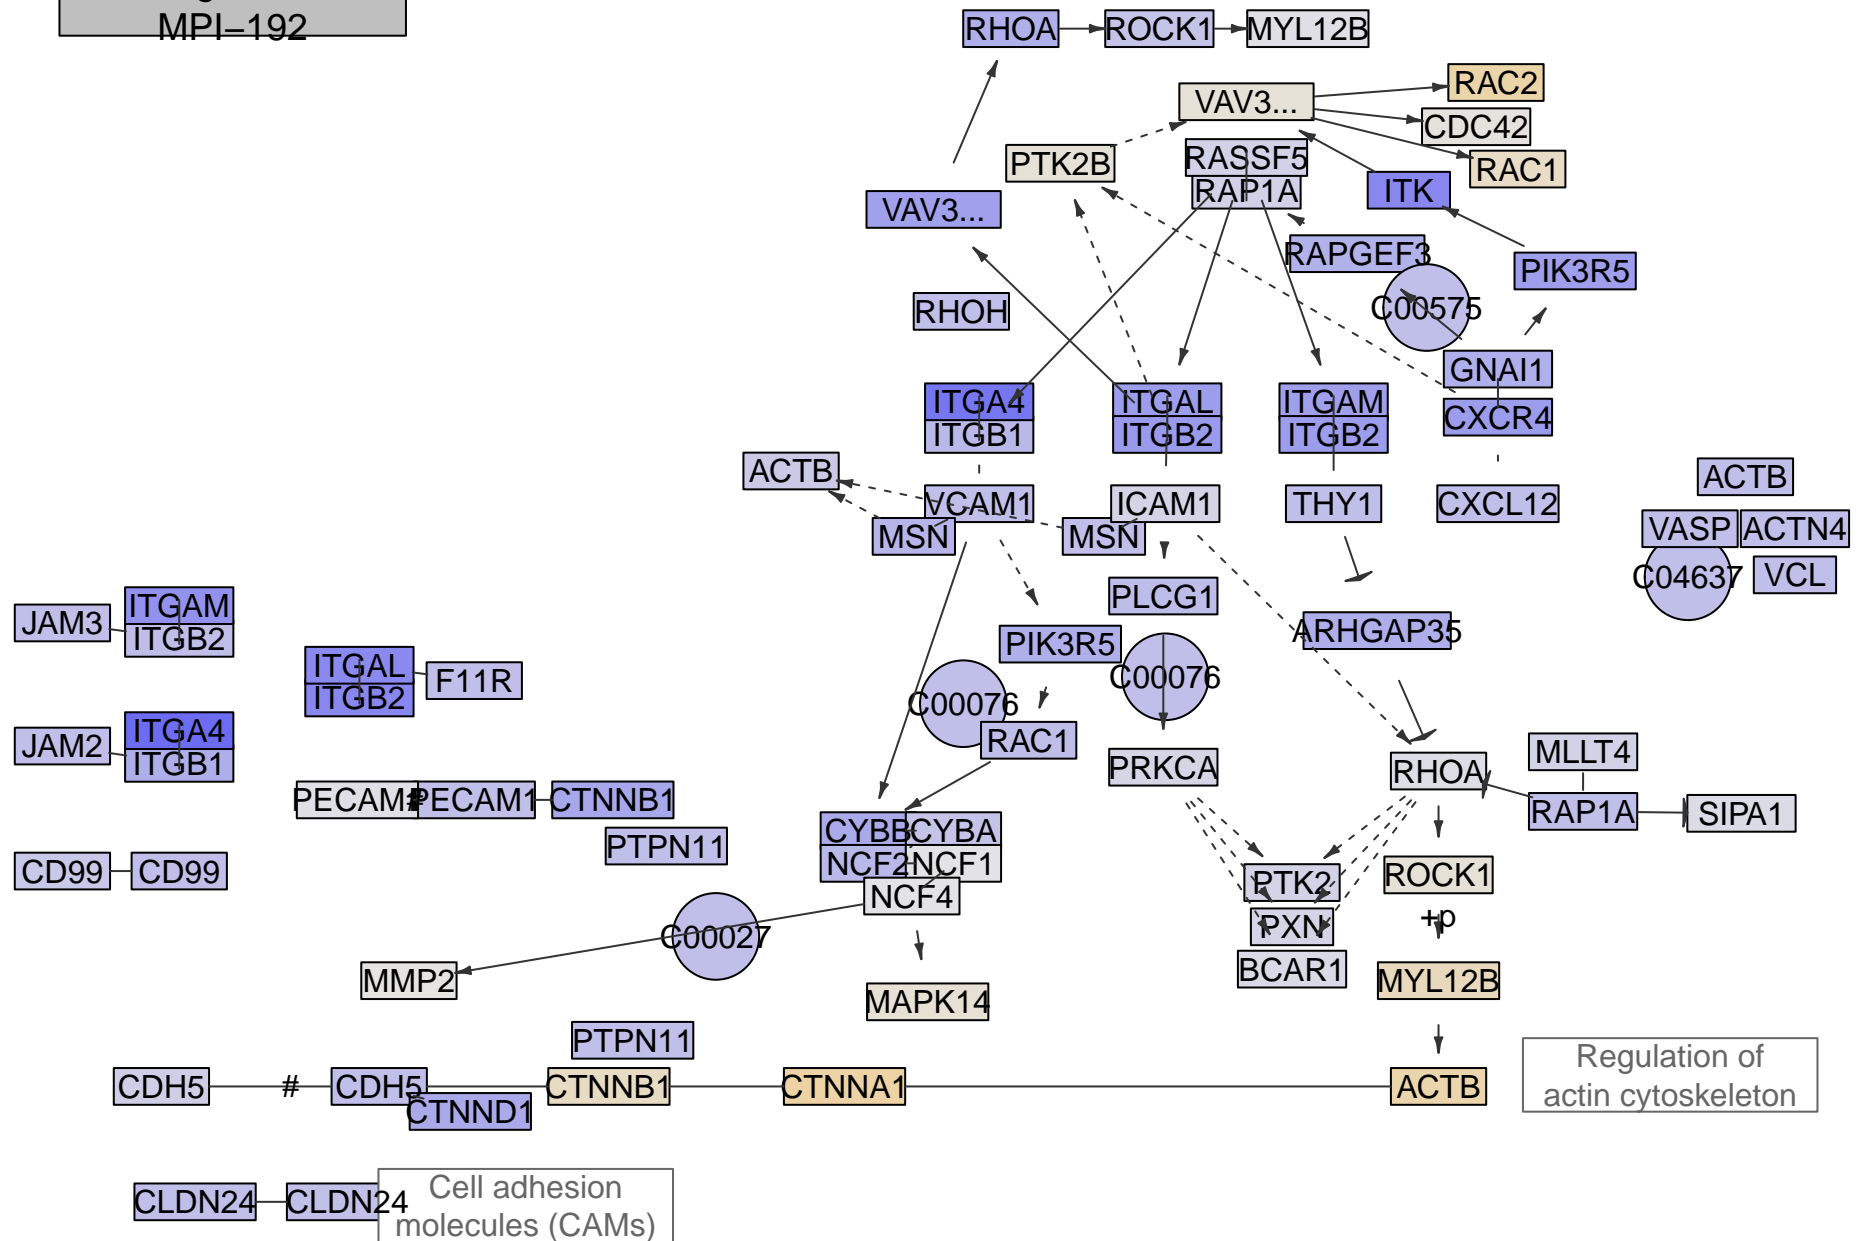 MPI−192
RHOA
ROCK1
MYL12B
RAC2
VAV3...
CDC42
RASSF5
PTK2B
RAC1
RAP1A
ITK
VAV3...
RAPGEF3
PIK3R5
C00575
RHOH
GNAI1
ITGA4
ITGAL
ITGAM
CXCR4
ITGB1
ITGB2
ITGB2
ACTB
ACTB
VCAM1
ICAM1
THY1
CXCL12
VASP
ACTN4
MSN
MSN
C04637
VCL
PLCG1
ITGAM
JAM3
ITGB2
ARHGAP35
PIK3R5
ITGAL
F11R
C00076
ITGB2
C00076
ITGA4
JAM2
RAC1
MLLT4
ITGB1
PRKCA
RHOA
PECAM1
#
PECAM1
CTNNB1
RAP1A
SIPA1
CYBB
CYBA
PTPN11
NCF2
NCF1
CD99
CD99
PTK2
ROCK1
NCF4
+p
PXN
C00027
BCAR1
MMP2
MYL12B
MAPK14
PTPN11
Regulation of
actin cytoskeleton
CDH5
#
CDH5
CTNNB1
CTNNA1
ACTB
CTNND1
Cell adhesion
molecules (CAMs)
CLDN24
CLDN24